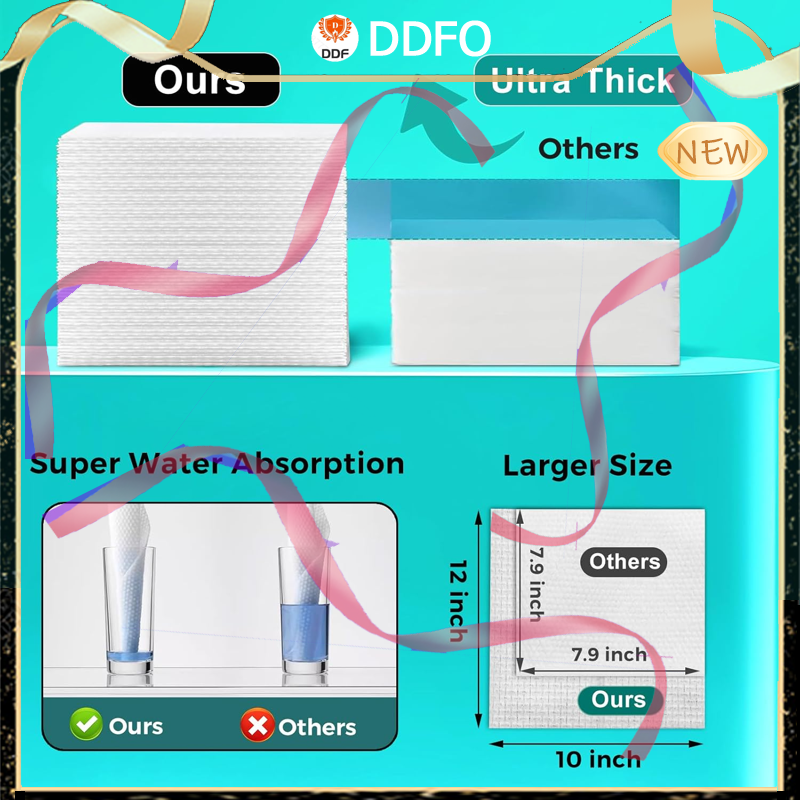 DDF
DDFO
Ours
Ultra Thick
Others
NEW
Super Water Absorption
Larger Size
Others
7.9 inch
12 inch
7.9 inch
Ours
Ours
Others
10 inch